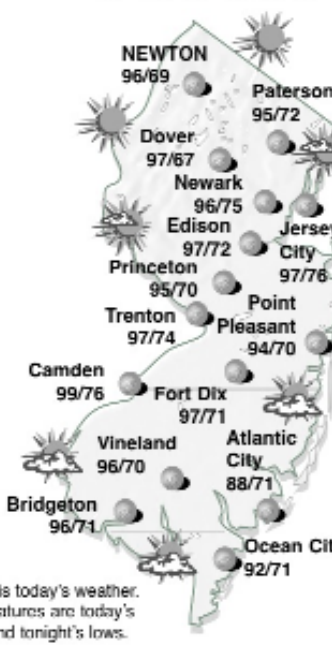 NEWTON
96/69
Paterson
95/72
Dover
97/67
Newark
96/75
Edison
97/72
Jersey
City
97/76
Princeton
95/70
Point
Pleasant
94/70
Trenton
97/74
Camden
99/76
Fort Dix
97/71
Vineland
96/70
Atlantic
City
88/71
Bridgeton
96/71
Ocean Cit
92/71
is today's weather.
atures are today's
nd tonight's lows.